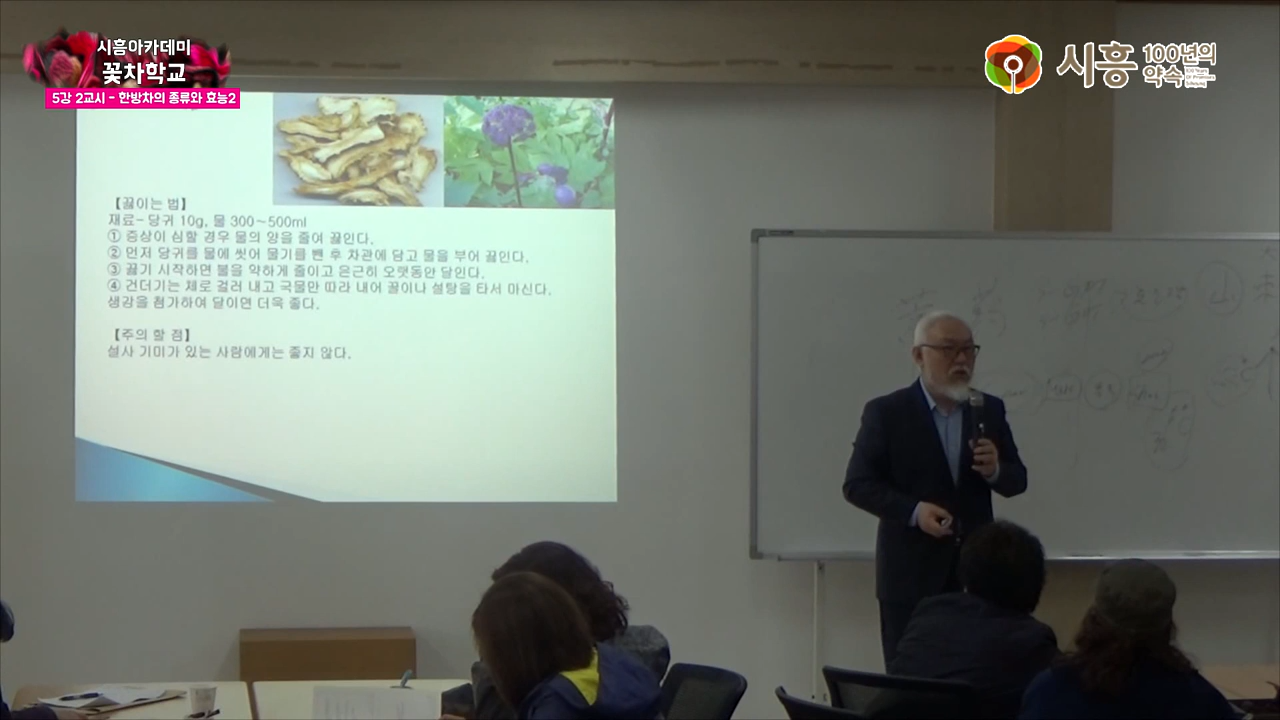 시흥아카데미
꽃차학교
5강 2교시 - 한방차의 종류와 효능2
시흥 100년의
약속
【끓이는 법】
재료- 당귀 10g, 물 300~500ml
① 증상이 심할 경우 물의 양을 줄여 끓인다.
② 먼저 당귀를 물에 씻어 물기를 뺀 후 차관에 담고 물을 부어 끓인다.
③ 끓기 시작하면 불을 약하게 줄이고 은근히 오랫동안 달인다.
④ 건더기는 체로 걸러 내고 국물만 따라 내어 꿀이나 설탕을 타서 마신다.
생강을 첨가하여 달이면 더욱 좋다.
【주의 할 점】
설사 기미가 있는 사람에게는 좋지 않다.
山